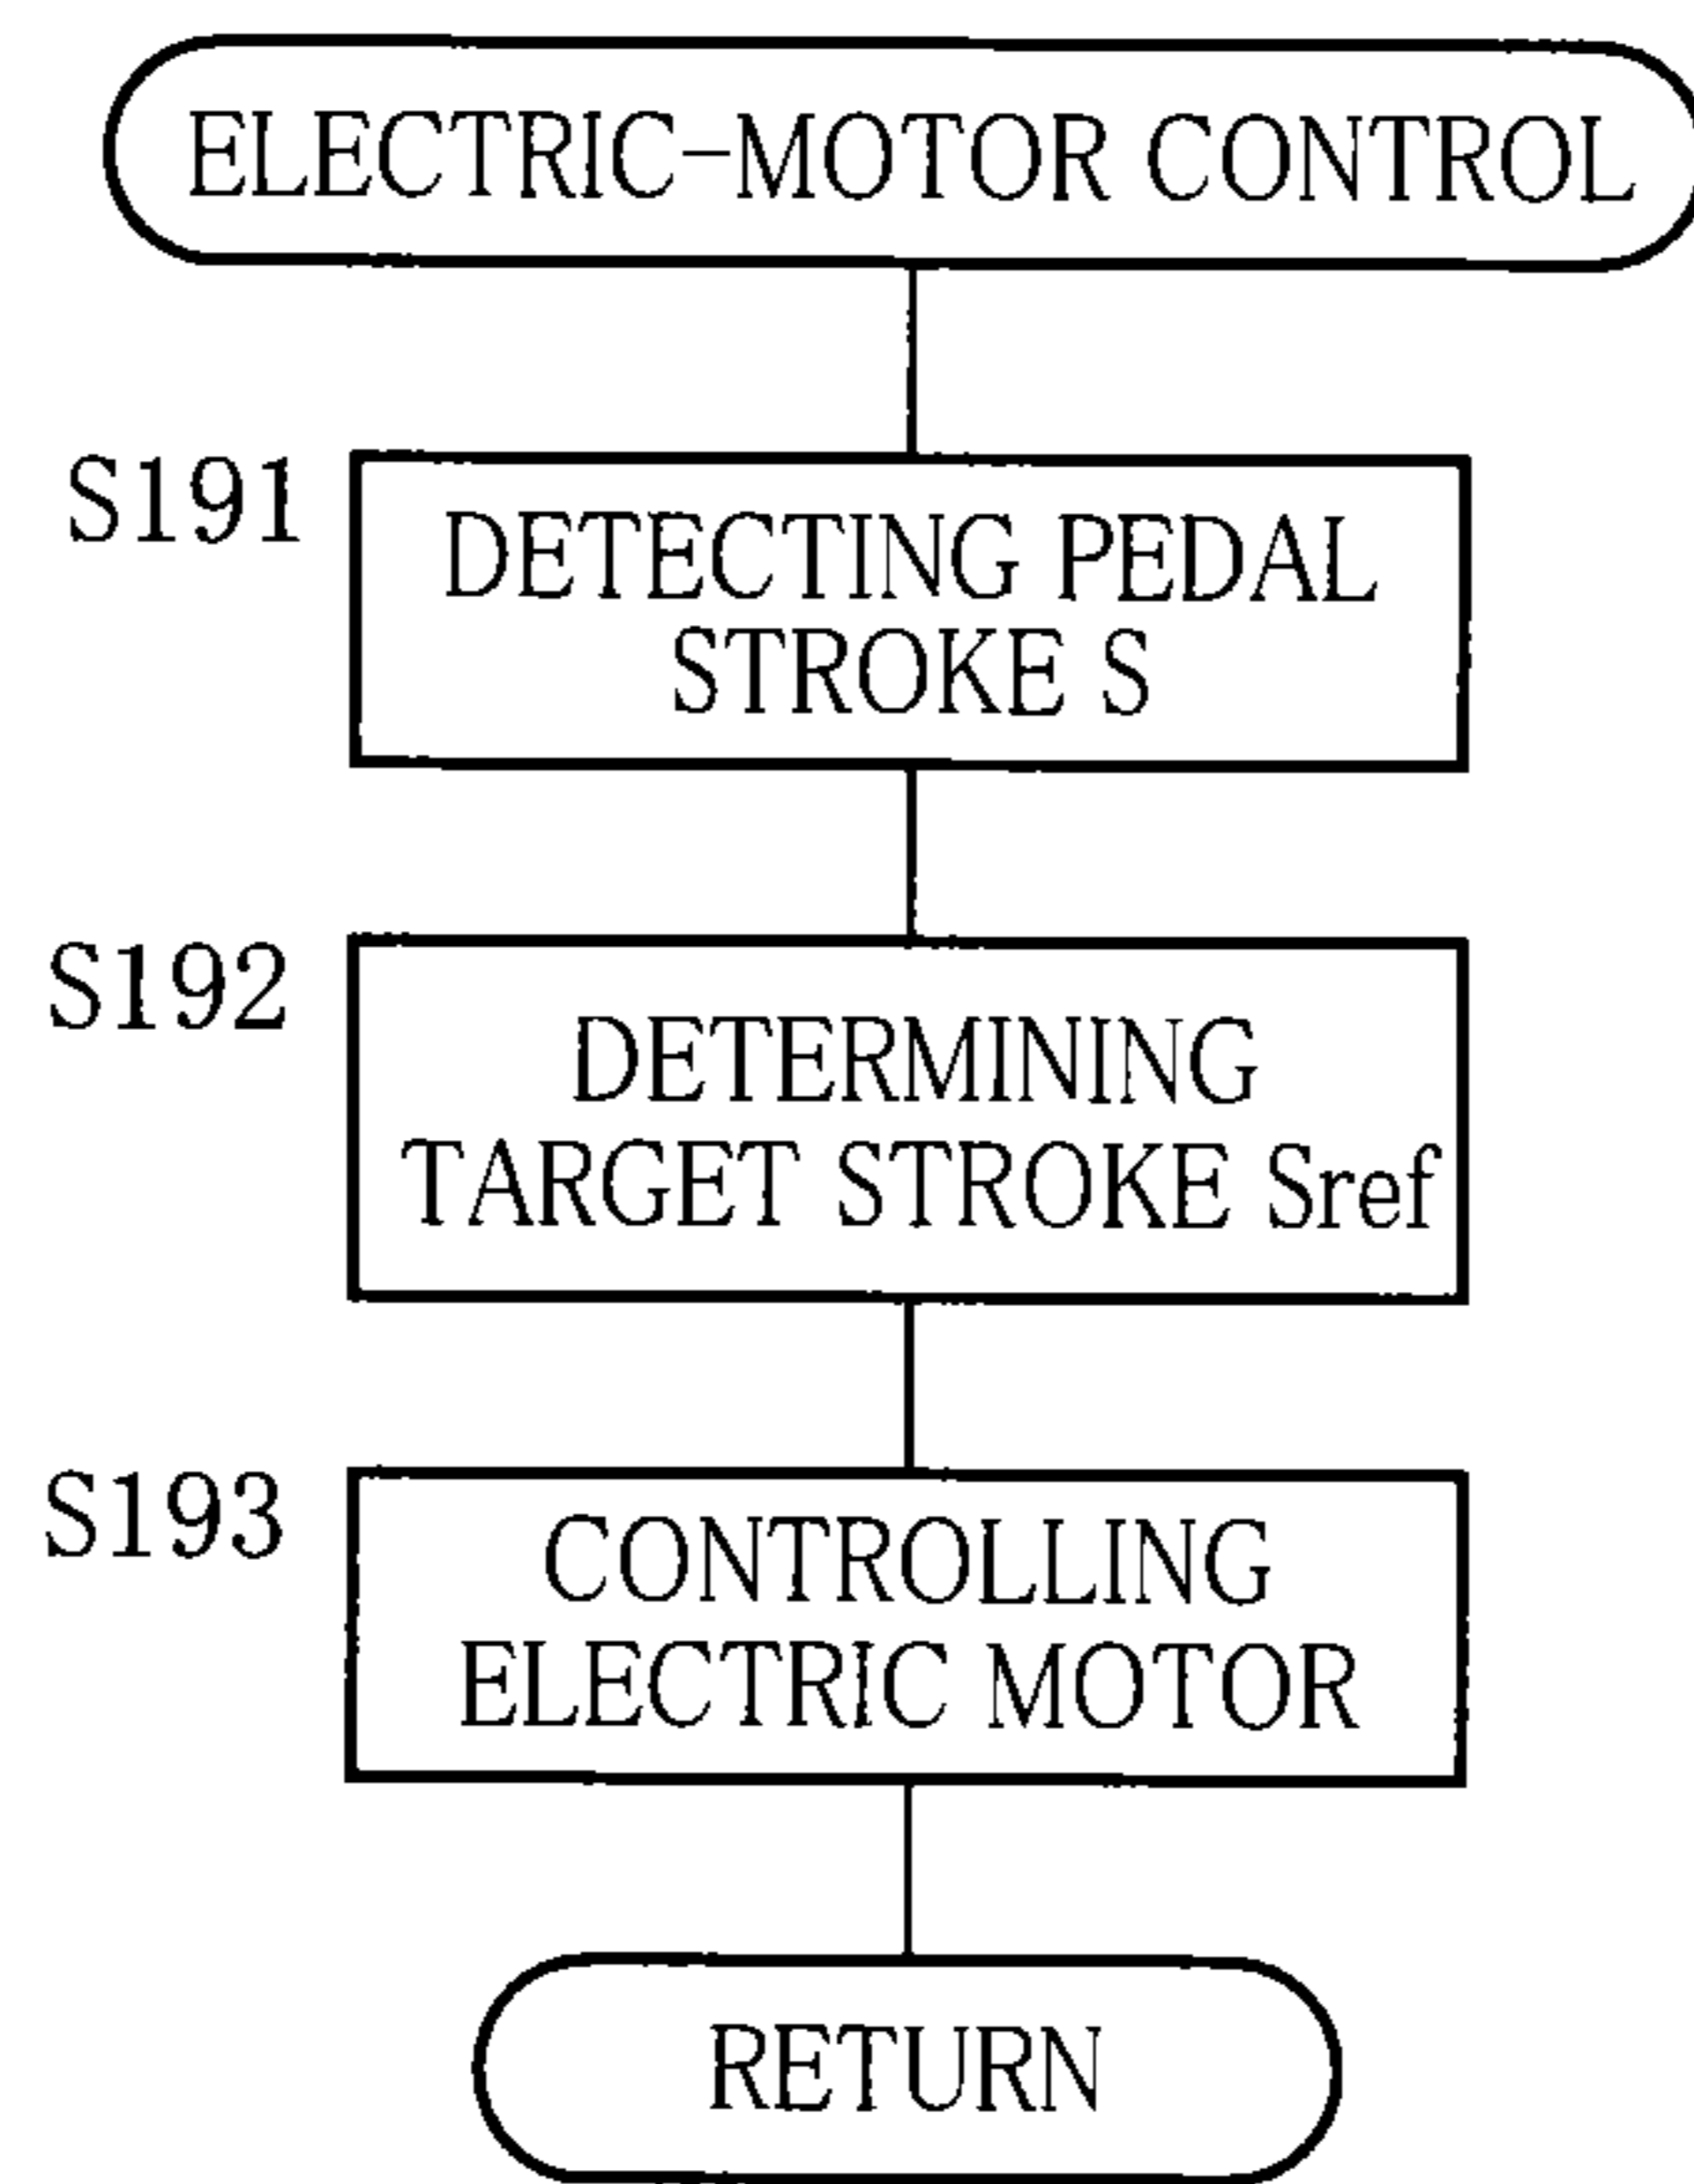 ELECTRIC-MOTOR CONTROL
S191
DETECTING PEDAL
STROKE S
S192
DETERMINING
TARGET STROKE Sref
S193
CONTROLLING
ELECTRIC MOTOR
RETURN